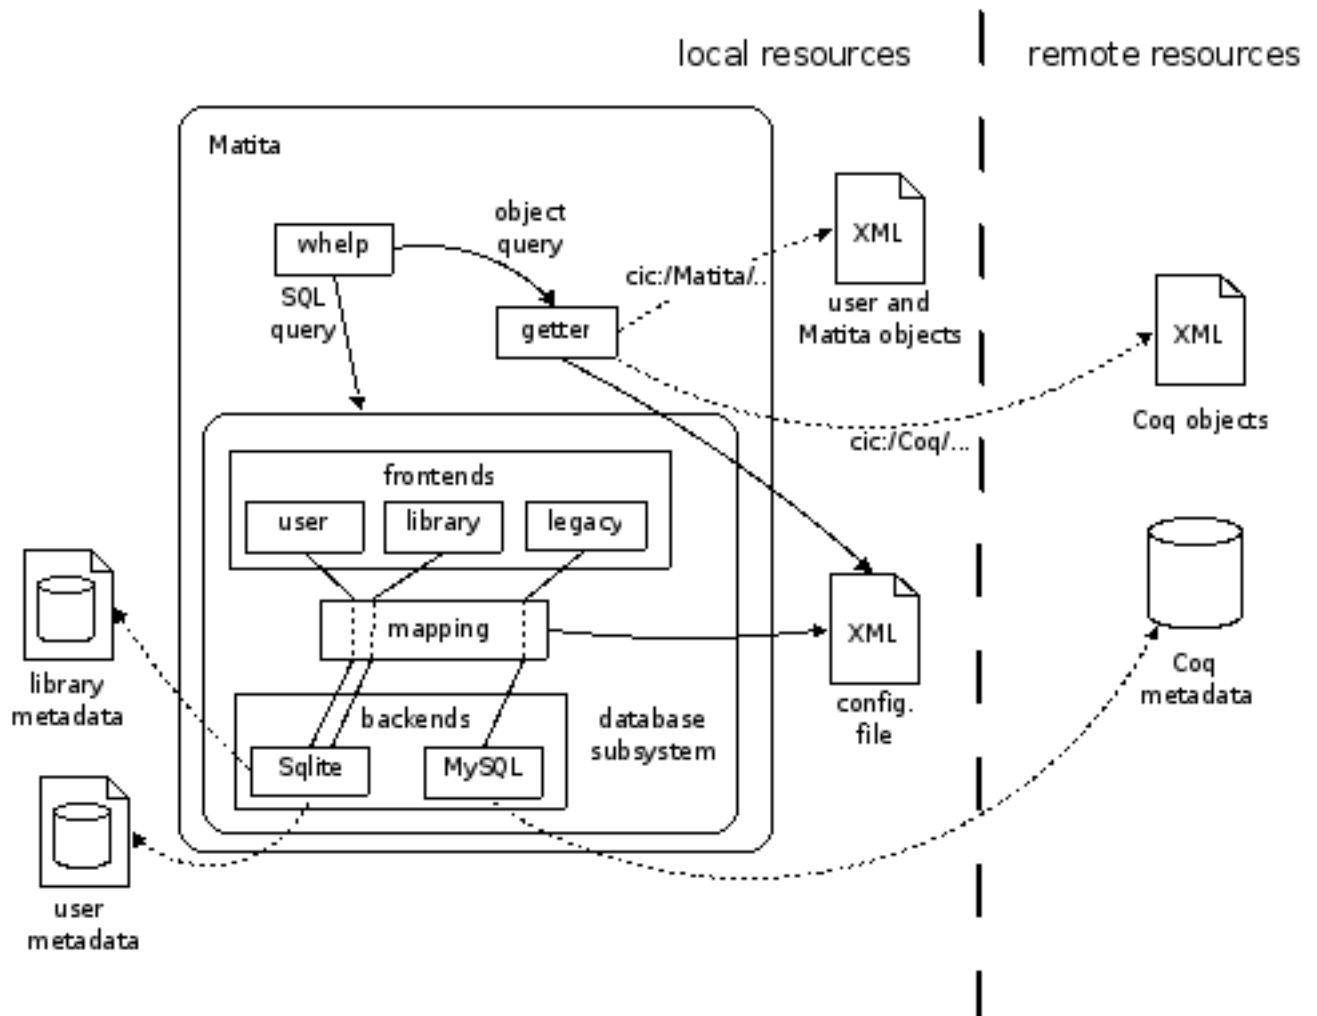 local resources
remote resources
Matita
object
query
whelp
XML
cic:/Matita/..
SQL
query
user and
Matita objects
getter
XML
Coq objects
cic:/Coq/...
frontends
user
library
legacy
mapping
XML
library
metadata
Coq
metadata
config.
file
backends
database
subsystem
Sqlite
MySQL
user
metadata